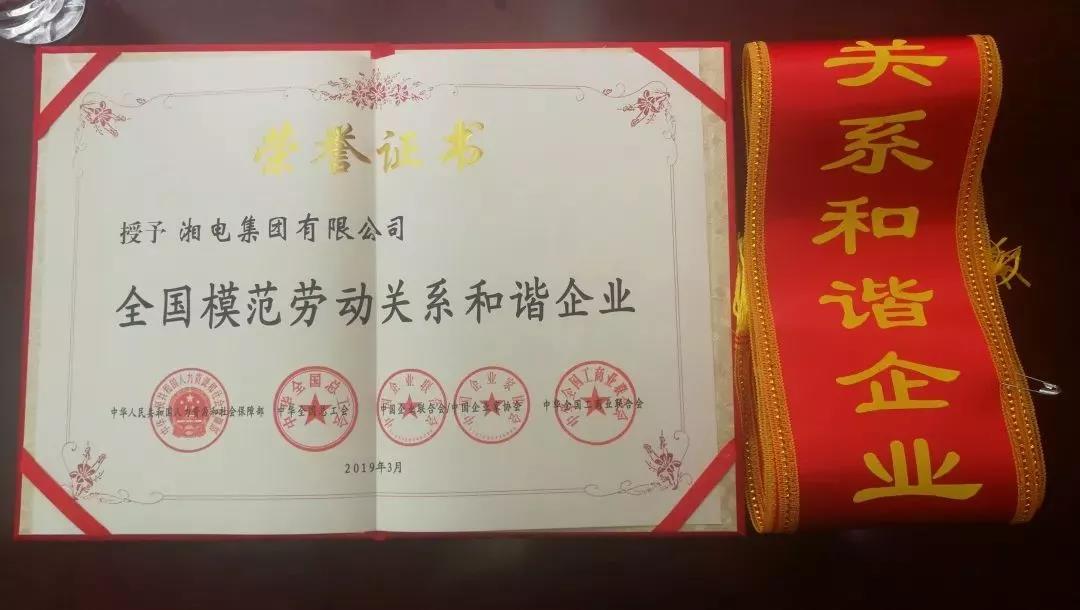 荣誉证书
授予 湘电集团有限公司
全国模范劳动关系和谐企业
中华人民共和国人力资源和社会保障部 中华全国总工会 中国企业联合会/中国企业家协会 中华全国工商业联合会
2019年3月
关系和谐企业